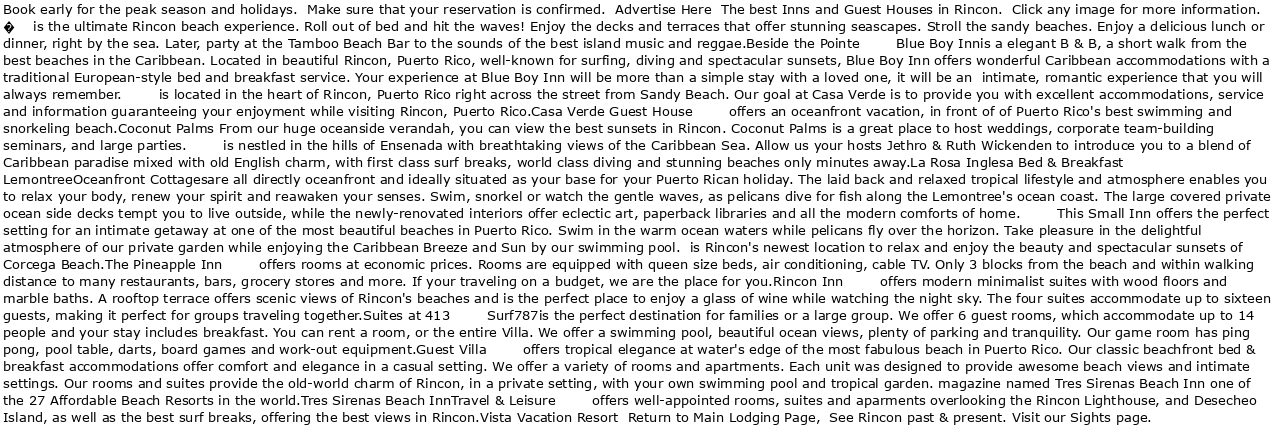 Book early for the peak season and holidays.  Make sure that your reservation is confirmed.  Advertise Here  The best Inns and Guest Houses in Rincon.  Click any image for more information.
�    is the ultimate Rincon beach experience. Roll out of bed and hit the waves! Enjoy the decks and terraces that offer stunning seascapes. Stroll the sandy beaches. Enjoy a delicious lunch or
dinner, right by the sea. Later, party at the Tamboo Beach Bar to the sounds of the best island music and reggae.Beside the Pointe        Blue Boy Innis a elegant B & B, a short walk from the
best beaches in the Caribbean. Located in beautiful Rincon, Puerto Rico, well-known for surfing, diving and spectacular sunsets, Blue Boy Inn offers wonderful Caribbean accommodations with a
traditional European-style bed and breakfast service. Your experience at Blue Boy Inn will be more than a simple stay with a loved one, it will be an  intimate, romantic experience that you will
always remember.        is located in the heart of Rincon, Puerto Rico right across the street from Sandy Beach. Our goal at Casa Verde is to provide you with excellent accommodations, service
and information guaranteeing your enjoyment while visiting Rincon, Puerto Rico.Casa Verde Guest House        offers an oceanfront vacation, in front of of Puerto Rico's best swimming and
snorkeling beach.Coconut Palms From our huge oceanside verandah, you can view the best sunsets in Rincon. Coconut Palms is a great place to host weddings, corporate team-building
seminars, and large parties.        is nestled in the hills of Ensenada with breathtaking views of the Caribbean Sea. Allow us your hosts Jethro & Ruth Wickenden to introduce you to a blend of
Caribbean paradise mixed with old English charm, with first class surf breaks, world class diving and stunning beaches only minutes away.La Rosa Inglesa Bed & Breakfast
LemontreeOceanfront Cottagesare all directly oceanfront and ideally situated as your base for your Puerto Rican holiday. The laid back and relaxed tropical lifestyle and atmosphere enables you
to relax your body, renew your spirit and reawaken your senses. Swim, snorkel or watch the gentle waves, as pelicans dive for fish along the Lemontree's ocean coast. The large covered private
ocean side decks tempt you to live outside, while the newly-renovated interiors offer eclectic art, paperback libraries and all the modern comforts of home.        This Small Inn offers the perfect
setting for an intimate getaway at one of the most beautiful beaches in Puerto Rico. Swim in the warm ocean waters while pelicans fly over the horizon. Take pleasure in the delightful
atmosphere of our private garden while enjoying the Caribbean Breeze and Sun by our swimming pool.  is Rincon's newest location to relax and enjoy the beauty and spectacular sunsets of
Corcega Beach.The Pineapple Inn        offers rooms at economic prices. Rooms are equipped with queen size beds, air conditioning, cable TV. Only 3 blocks from the beach and within walking
distance to many restaurants, bars, grocery stores and more. If your traveling on a budget, we are the place for you.Rincon Inn        offers modern minimalist suites with wood floors and
marble baths. A rooftop terrace offers scenic views of Rincon's beaches and is the perfect place to enjoy a glass of wine while watching the night sky. The four suites accommodate up to sixteen
guests, making it perfect for groups traveling together.Suites at 413        Surf787is the perfect destination for families or a large group. We offer 6 guest rooms, which accommodate up to 14
people and your stay includes breakfast. You can rent a room, or the entire Villa. We offer a swimming pool, beautiful ocean views, plenty of parking and tranquility. Our game room has ping
pong, pool table, darts, board games and work-out equipment.Guest Villa        offers tropical elegance at water's edge of the most fabulous beach in Puerto Rico. Our classic beachfront bed &
breakfast accommodations offer comfort and elegance in a casual setting. We offer a variety of rooms and apartments. Each unit was designed to provide awesome beach views and intimate
settings. Our rooms and suites provide the old-world charm of Rincon, in a private setting, with your own swimming pool and tropical garden. magazine named Tres Sirenas Beach Inn one of
the 27 Affordable Beach Resorts in the world.Tres Sirenas Beach InnTravel & Leisure        offers well-appointed rooms, suites and aparments overlooking the Rincon Lighthouse, and Desecheo
Island, as well as the best surf breaks, offering the best views in Rincon.Vista Vacation Resort  Return to Main Lodging Page,  See Rincon past & present. Visit our Sights page.